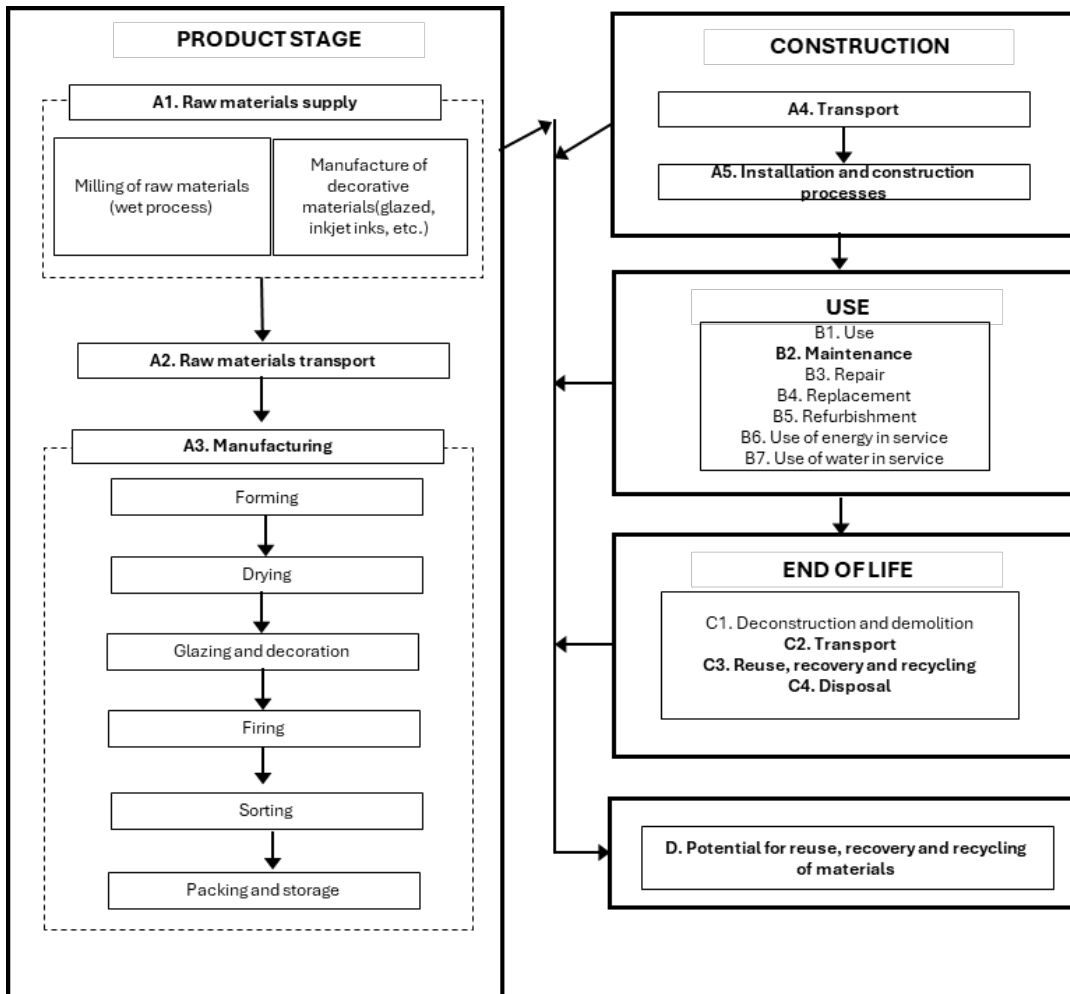 PRODUCT STAGE
A1. Raw materials supply
Milling of raw materials
(wet process)
Manufacture of
decorative
materials(glazed,
inkjet inks, etc.)
A2. Raw materials transport
A3. Manufacturing
Forming
Drying
Glazing and decoration
Firing
Sorting
Packing and storage
CONSTRUCTION
A4. Transport
A5. Installation and construction
processes
USE
B1. Use
B2. Maintenance
B3. Repair
B4. Replacement
B5. Refurbishment
B6. Use of energy in service
B7. Use of water in service
END OF LIFE
C1. Deconstruction and demolition
C2. Transport
C3. Reuse, recovery and recycling
C4. Disposal
D. Potential for reuse, recovery and recycling
of materials